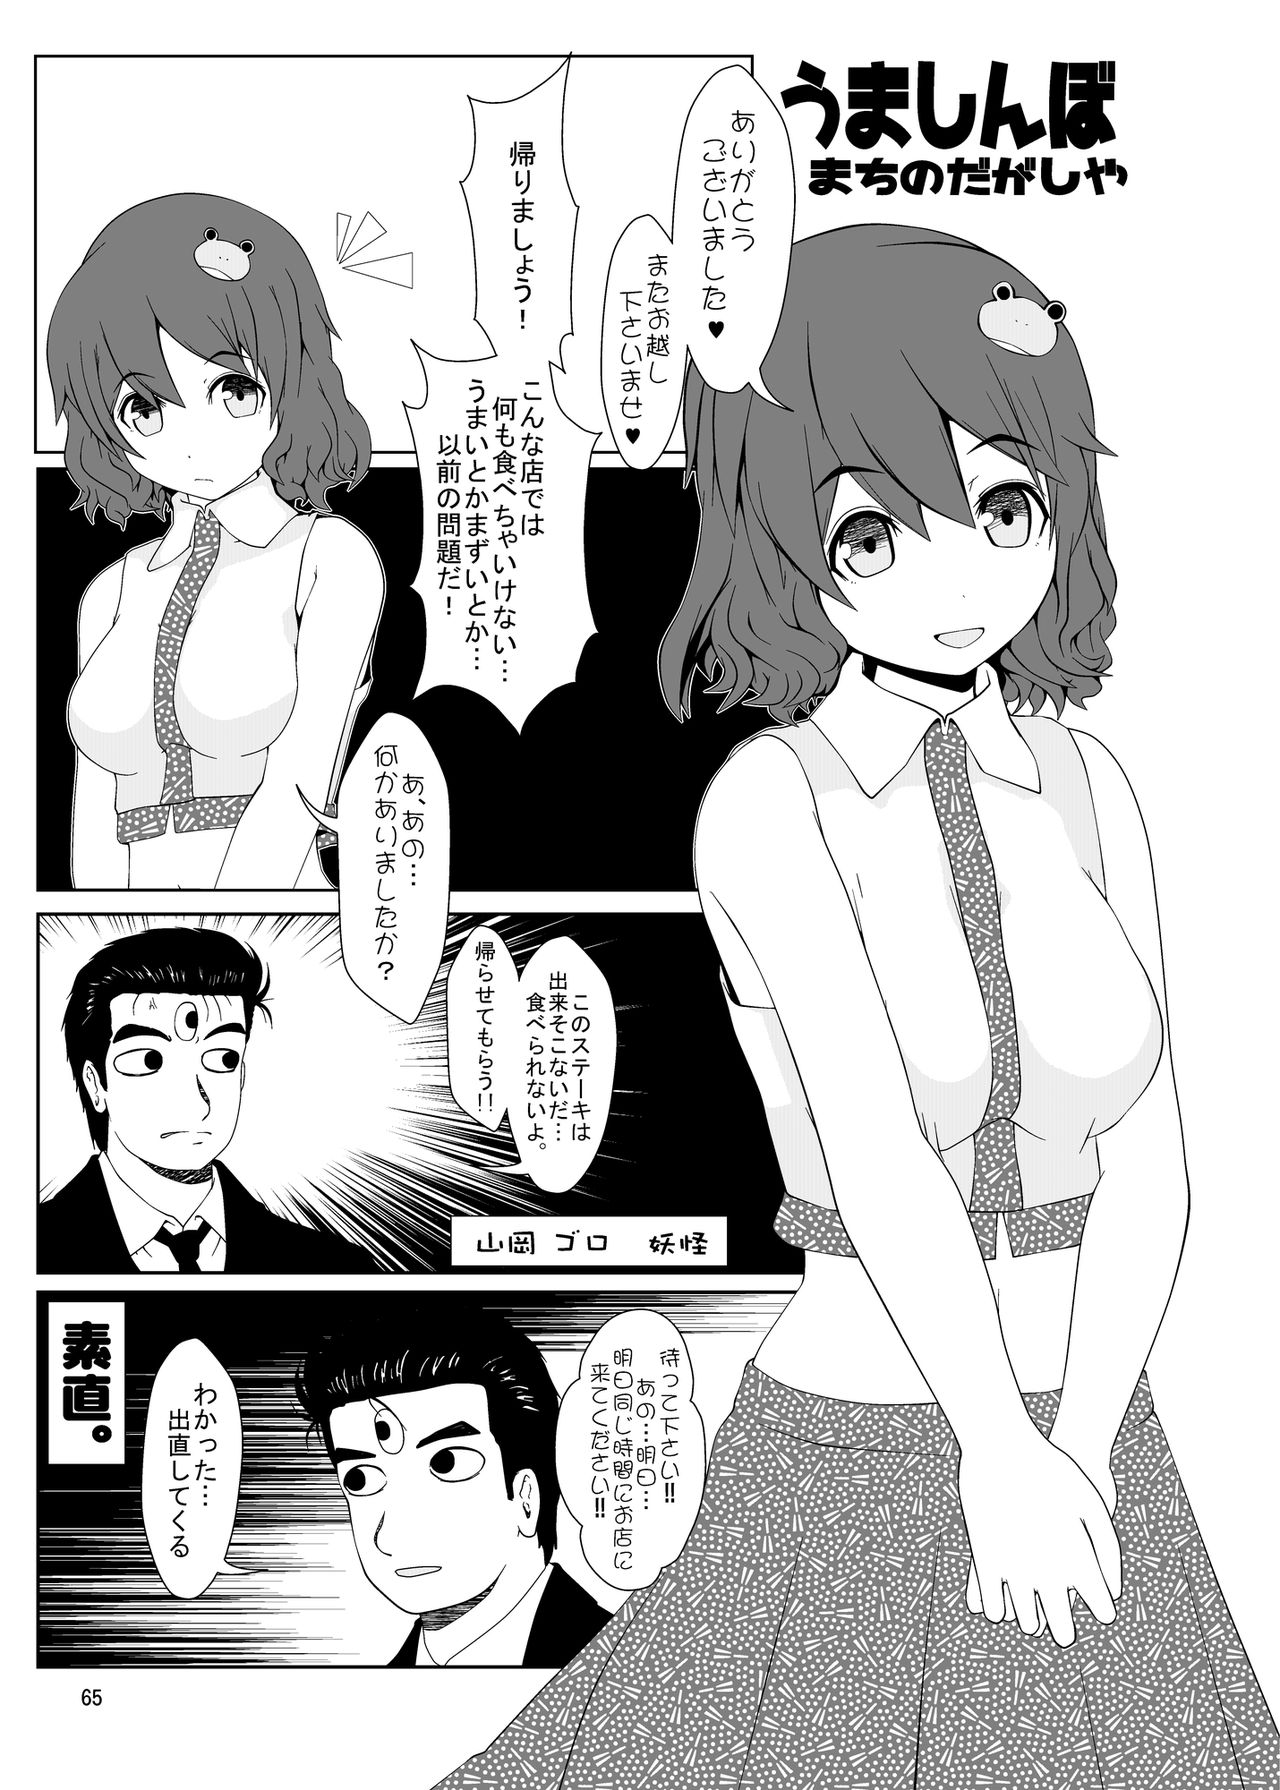 うましんぼ
まちのだがしや
ありがとう
ございました♥
またお越し
下さいませ♥
帰りましょう！
こんな店では
何も食べちゃいけない…
うまいとかまずいとか…
以前の問題だ！
あ、あの…
何かありましたか？
このステーキは
出来そこないだ…
食べられないよ。
帰らせてもらう!!
山岡 ゴロ 妖怪
待って下さい!!
あの…明日…
明日同じ時間にお店に
来てください!!
素直。
わかった…
出直してくる
65